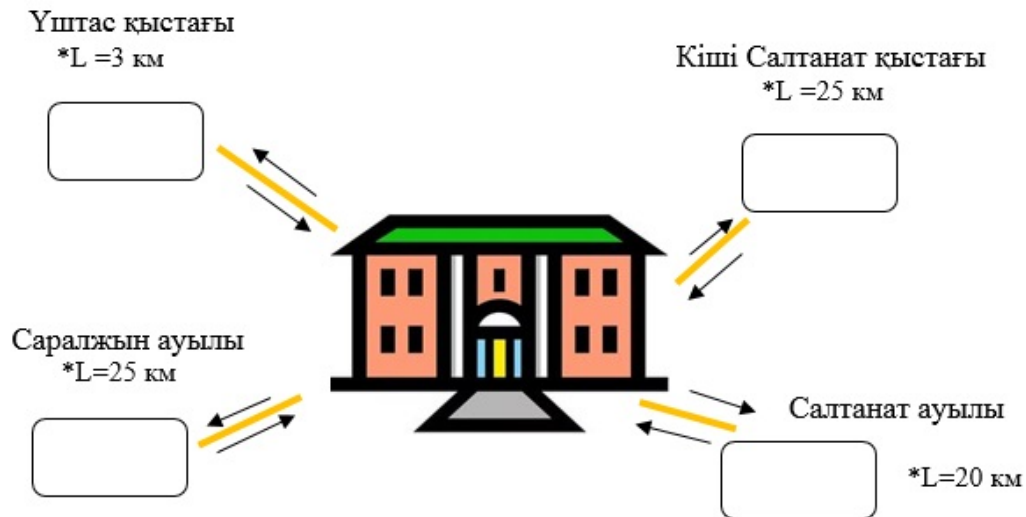 Үштас қыстағы
*L =3 км
Кіші Салтанат қыстағы
*L =25 км
Саралжын ауылы
*L=25 км
Салтанат ауылы
*L=20 км